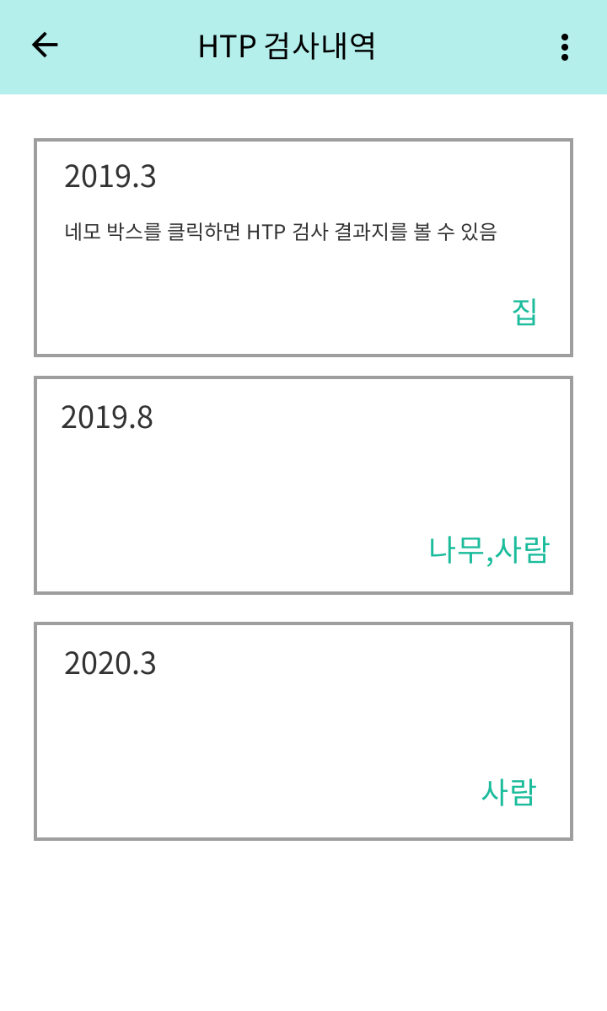 HTP 검사내역
2019.3
네모 박스를 클릭하면 HTP 검사 결과지를 볼 수 있음
집
2019.8
나무,사람
2020.3
사람